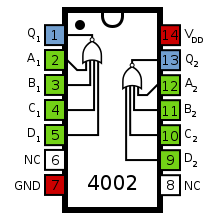 Q1 1 14 VDD
A1 2 13 Q2
B1 3 12 A2
C1 4 11 B2
D1 5 10 C2
NC 6 9 D2
GND 7 8 NC
4002